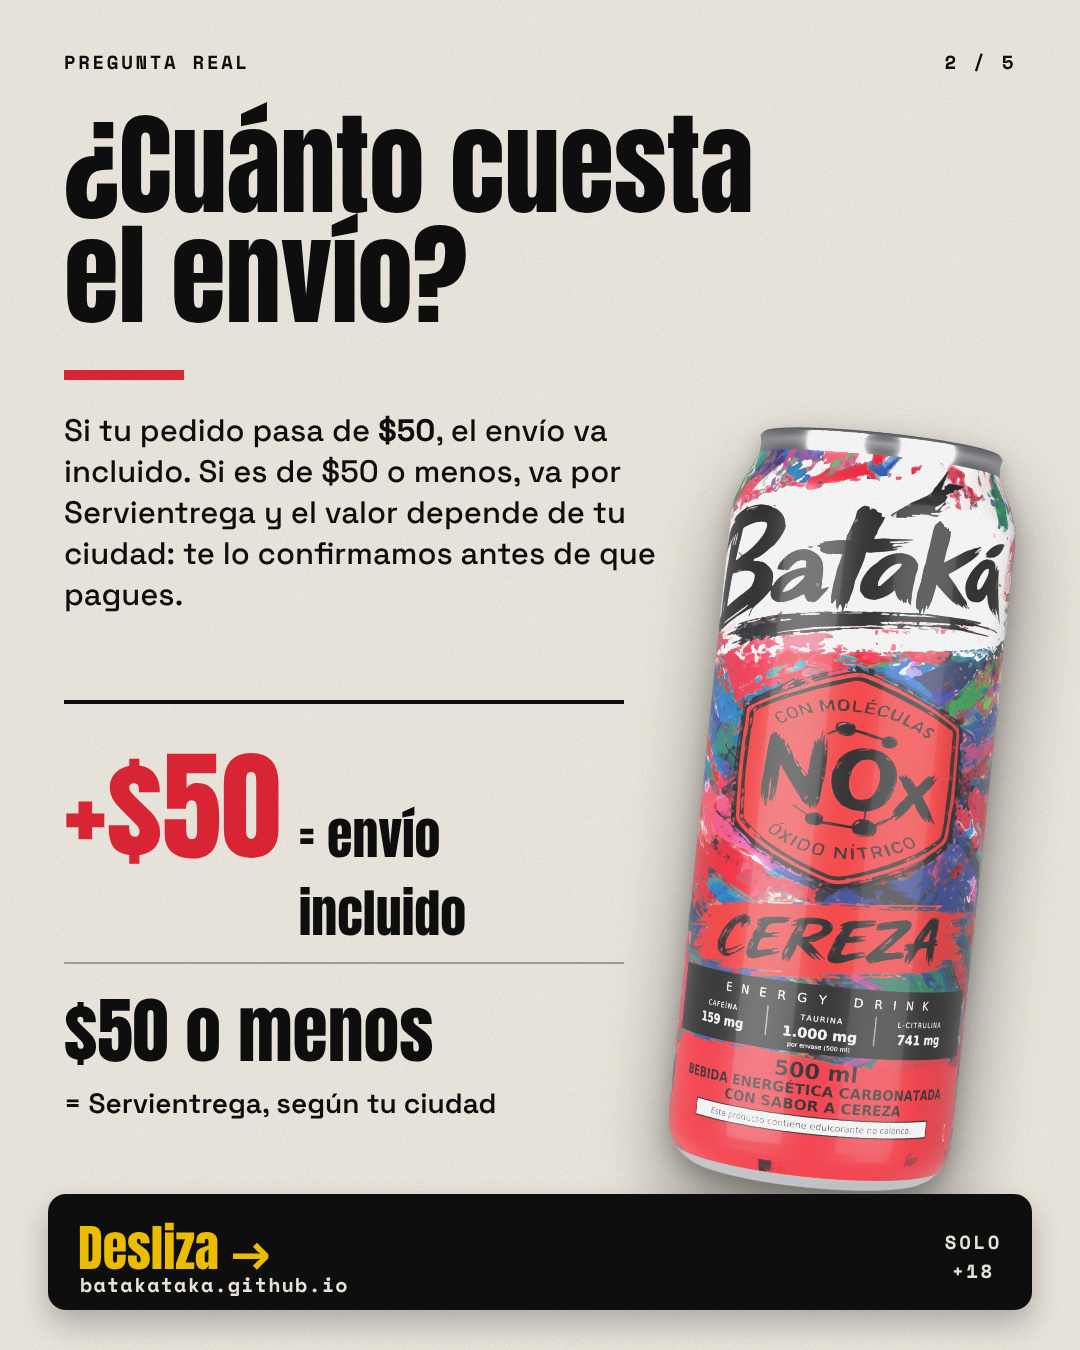 PREGUNTA REAL
2 / 5
¿Cuánto cuesta
el envío?
Si tu pedido pasa de $50, el envío va
incluido. Si es de $50 o menos, va por
Servientrega y el valor depende de tu
ciudad: te lo confirmamos antes de que
pagues.
+$50 = envío
incluido
$50 o menos
= Servientrega, según tu ciudad
Bataká
CON MOLÉCULAS
NOx
ÓXIDO NÍTRICO
CEREZA
ENERGY DRINK
CAFEÍNA
159 mg
TAURINA
1.000 mg
por envase (500 ml)
L-CITRULINA
741 mg
500 ml
BEBIDA ENERGÉTICA CARBONATADA
CON SABOR A CEREZA
Este producto contiene edulcorante no calórico.
Desliza →
batakataka.github.io
SOLO
+18